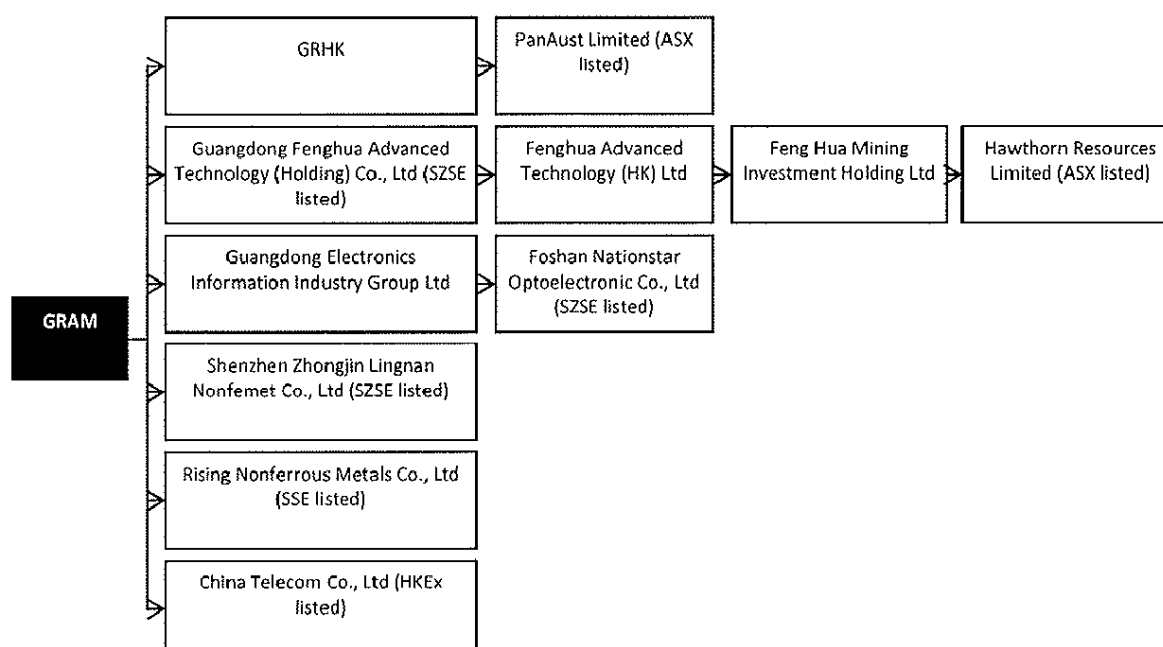 GRHK
PanAust Limited (ASX
listed)
Guangdong Fenghua Advanced
Technology (Holding) Co., Ltd (SZSE
listed)
Fenghua Advanced
Technology (HK) Ltd
Feng Hua Mining
Investment Holding Ltd
Hawthorn Resources
Limited (ASX listed)
Guangdong Electronics
Information Industry Group Ltd
Foshan Nationstar
Optoelectronic Co., Ltd
(SZSE listed)
GRAM
Shenzhen Zhongjin Lingnan
Nonfemet Co., Ltd (SZSE listed)
Rising Nonferrous Metals Co., Ltd
(SSE listed)
China Telecom Co., Ltd (HKEx
listed)